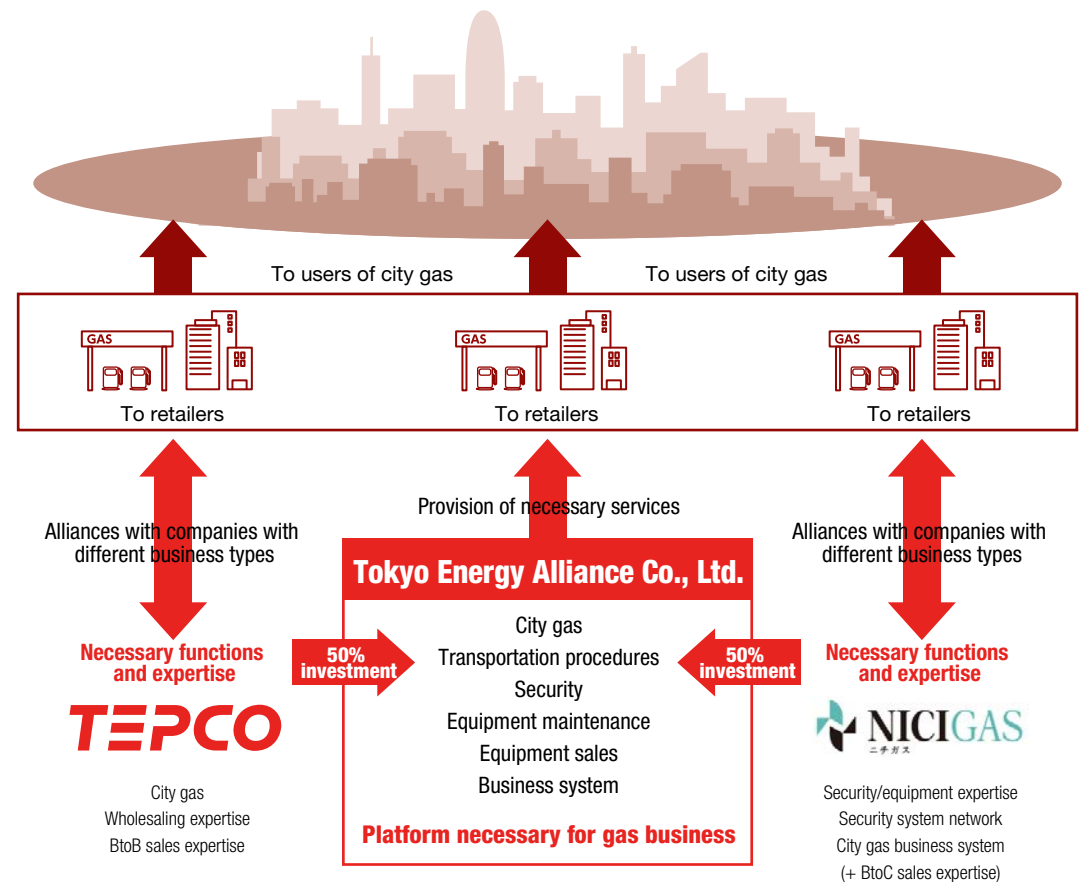 To users of city gas
To users of city gas
GAS
GAS
GAS
To retailers
To retailers
To retailers
Provision of necessary services
Alliances with companies with
different business types
Alliances with companies with
different business types
Tokyo Energy Alliance Co., Ltd.
City gas
Transportation procedures
Security
Equipment maintenance
Equipment sales
Business system
Platform necessary for gas business
50%
investment
50%
investment
Necessary functions
and expertise
TEPCO
City gas
Wholesaling expertise
BtoB sales expertise
Necessary functions
and expertise
NICIGAS
ニチガス
Security/equipment expertise
Security system network
City gas business system
(+ BtoC sales expertise)